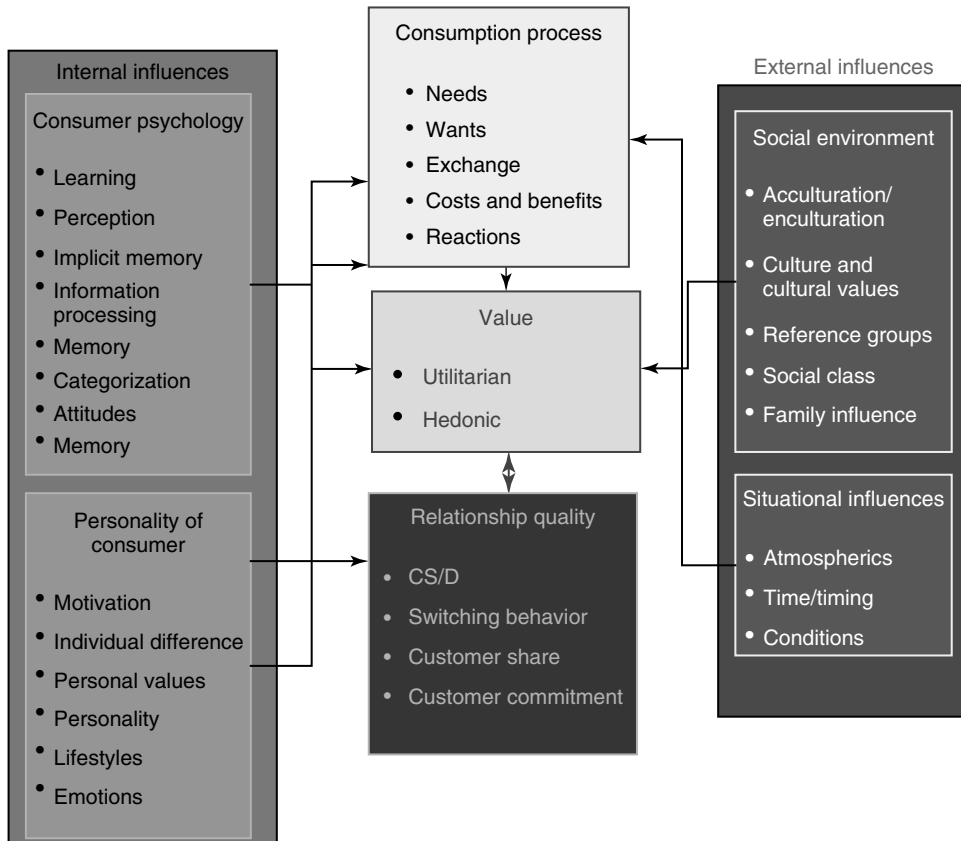 Internal influences
Consumer psychology
• Learning
• Perception
• Implicit memory
• Information
processing
• Memory
• Categorization
• Attitudes
• Memory
Personality of
consumer
• Motivation
• Individual difference
• Personal values
• Personality
• Lifestyles
• Emotions
Consumption process
• Needs
• Wants
• Exchange
• Costs and benefits
• Reactions
Value
• Utilitarian
• Hedonic
Relationship quality
• CS/D
• Switching behavior
• Customer share
• Customer commitment
External influences
Social environment
• Acculturation/
enculturation
• Culture and
cultural values
• Reference groups
• Social class
• Family influence
Situational influences
• Atmospherics
• Time/timing
• Conditions